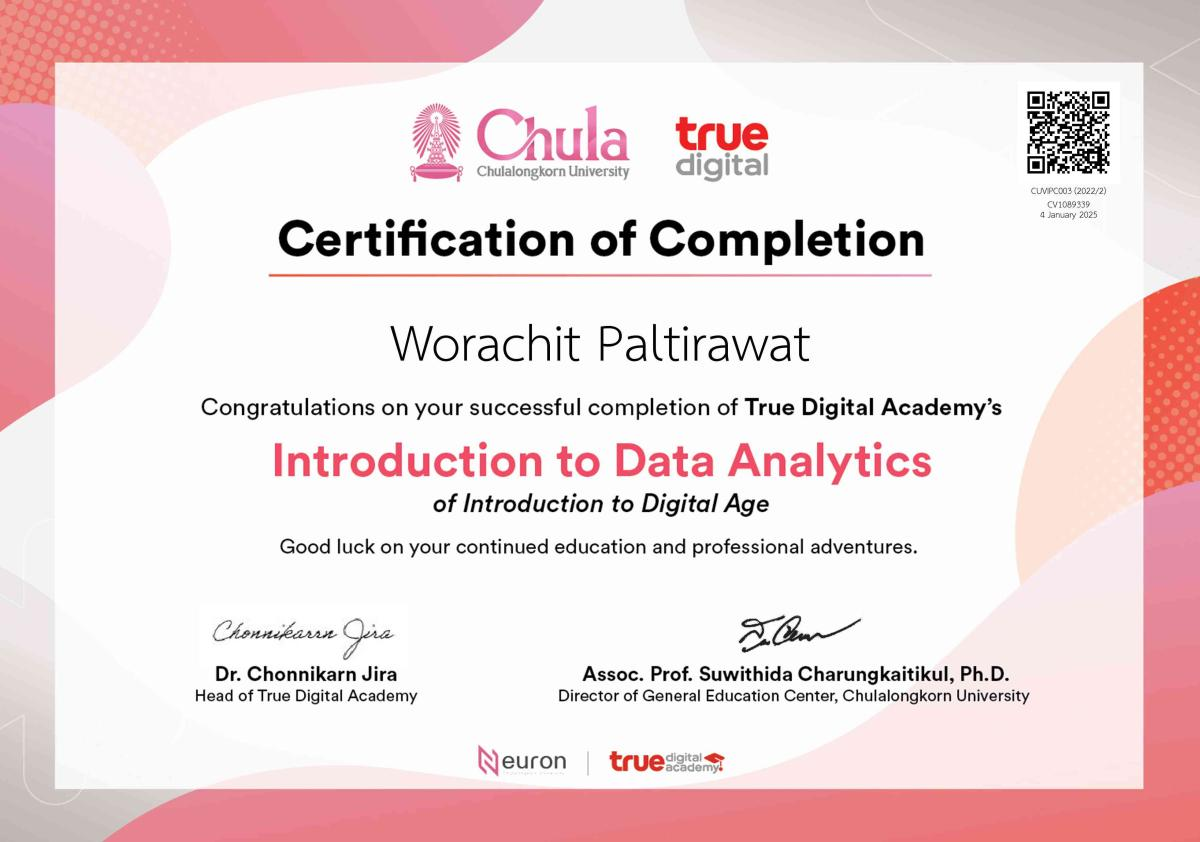 Chula
Chulalongkorn University
true
digital
CUVIPC003 (2022/2)
CV1089339
4 January 2025
Certification of Completion
Worachit Paltirawat
Congratulations on your successful completion of True Digital Academy's
Introduction to Data Analytics
of Introduction to Digital Age
Good luck on your continued education and professional adventures.
Chonnikarn Jira
Dr. Chonnikarn Jira
Head of True Digital Academy
Assoc. Prof. Suwithida Charungkaitikul, Ph.D.
Director of General Education Center, Chulalongkorn University
Neuron
true digital academy